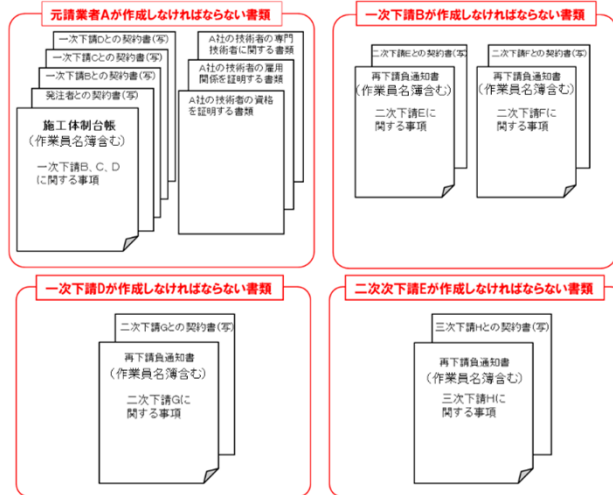 元請業者Aが作成しなければならない書類
一次下請Dとの契約書(写)
一次下請Cとの契約書(写)
一次下請Bとの契約書(写)
発注者との契約書(写)
施工体制台帳
(作業員名簿含む)
一次下請B、C、D
に関する事項
A社の技術者の専門
技術者に関する書類
A社の技術者の雇用
関係を証明する書類
A社の技術者の資格
を証明する書類
一次下請Bが作成しなければならない書類
二次下請Eとの契約書(写)
再下請負通知書
(作業員名簿含む)
二次下請Eに
関する事項
二次下請Fとの契約書(写)
再下請負通知書
(作業員名簿含む)
二次下請Fに
関する事項
一次下請Dが作成しなければならない書類
二次下請Gとの契約書(写)
再下請負通知書
(作業員名簿含む)
二次下請Gに
関する事項
二次次下請Eが作成しなければならない書類
三次下請Hとの契約書(写)
再下請負通知書
(作業員名簿含む)
三次下請Hに
関する事項